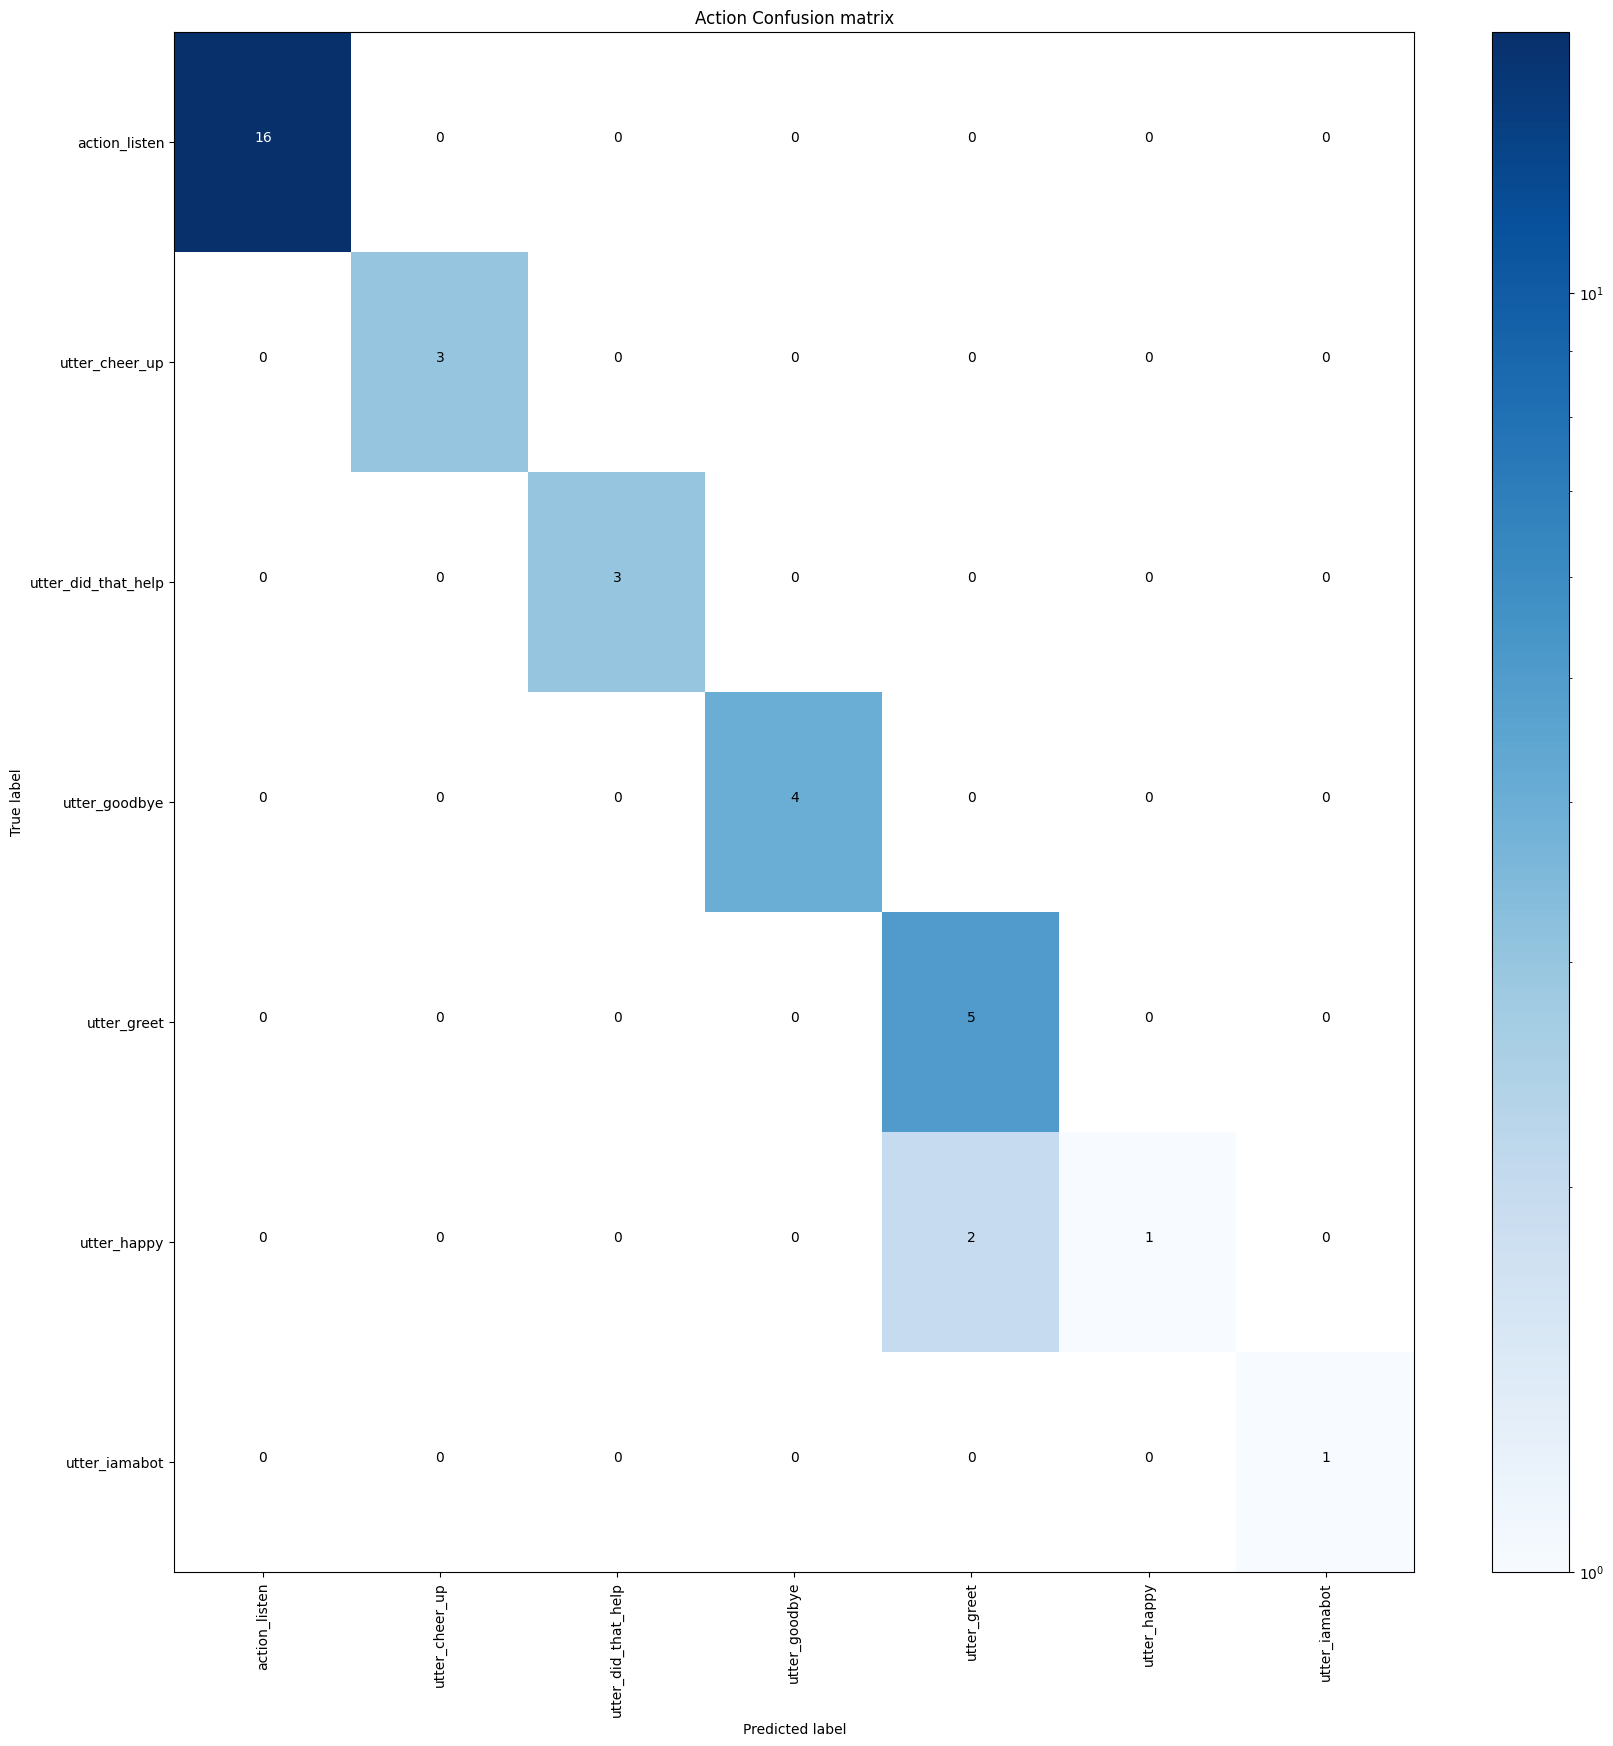 Action Confusion matrix
action_listen 16 0 0 0 0 0 0
10¹
utter_cheer_up 0 3 0 0 0 0 0
utter_did_that_help 0 0 3 0 0 0 0
utter_goodbye 0 0 0 4 0 0 0
True label
utter_greet 0 0 0 0 5 0 0
utter_happy 0 0 0 0 2 1 0
utter_iamabot 0 0 0 0 0 0 1
10⁰
action_listen
utter_cheer_up
utter_did_that_help
utter_goodbye
utter_greet
utter_happy
utter_iamabot
Predicted label